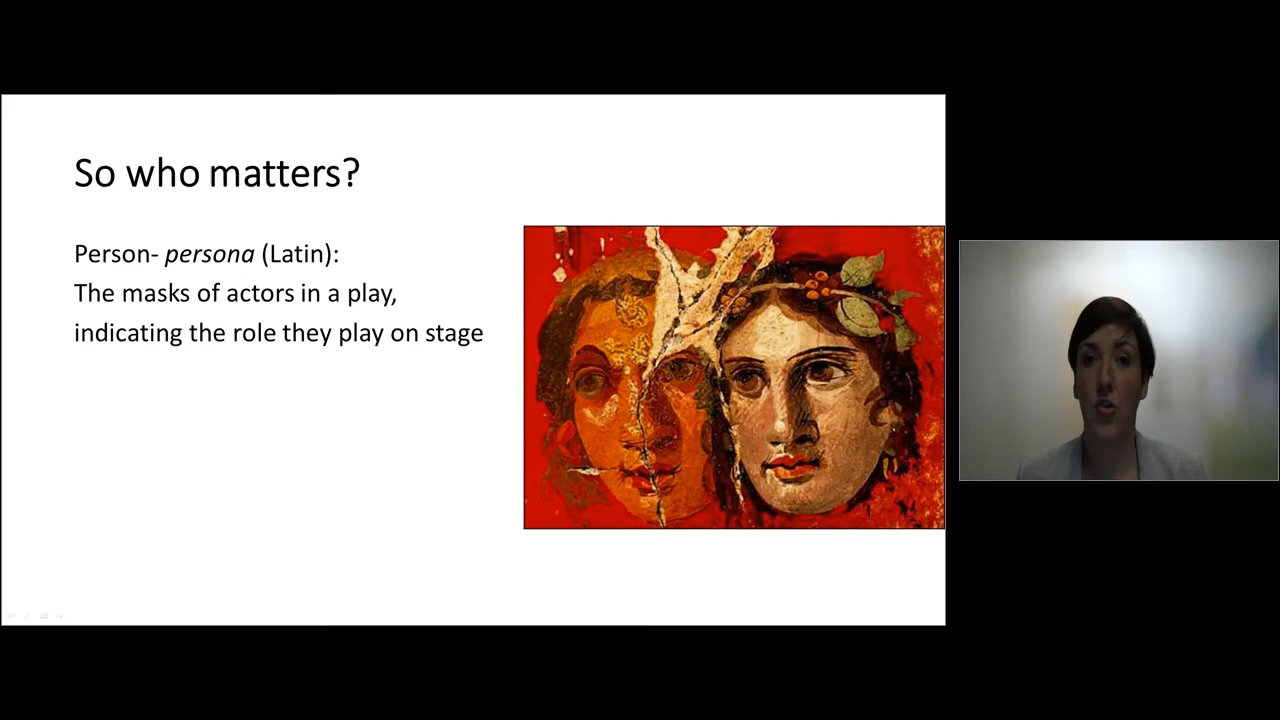 So who matters?
Person- persona (Latin):
The masks of actors in a play,
indicating the role they play on stage